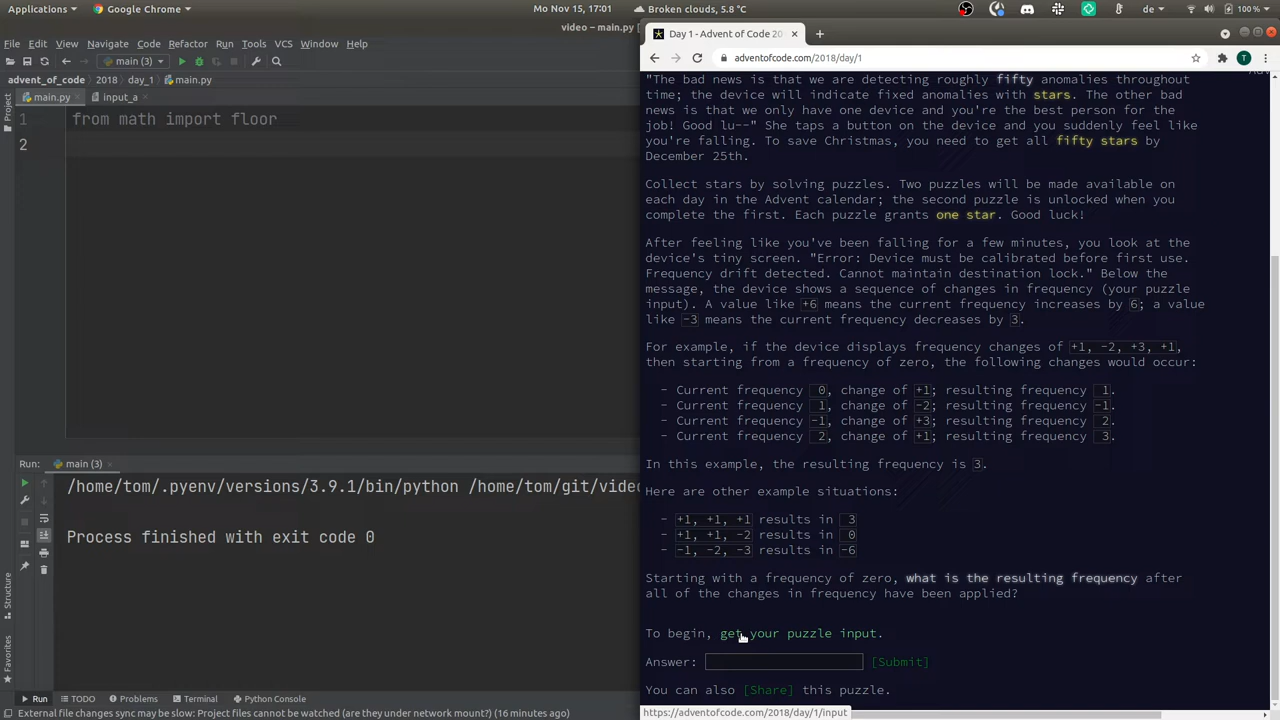 Applications
Google Chrome
Mon Nov 15, 17:01
Broken clouds, 5.8 °C
de
100 %
video – main.py
Edit View Navigate Code Refactor Tools VCS Window
main (3)
advent_of_code
2018
day_1
main.py
main.py
input_a
Project
1 from math import floor
2
Run: main (3)
/home/tom/.pyenv/versions/3.9.1/bin/python /home/tom/git/vide
Process finished with exit code 0
Structure
Favorites
Run
TODO
Problems
Terminal
Python Console
External file changes sync may be slow: Project files cannot be watched (are they under network mount?) (16 minutes ago)
Day 1 - Advent of Code 20
adventofcode.com/2018/day/1
T
"The bad news is that we are detecting roughly fifty anomalies throughout
time; the device will indicate fixed anomalies with stars. The other bad
news is that we only have one device and you're the best person for the
job! Good lu--" She taps a button on the device and you suddenly feel like
you're falling. To save Christmas, you need to get all fifty stars by
December 25th.
Collect stars by solving puzzles. Two puzzles will be made available on
each day in the Advent calendar; the second puzzle is unlocked when you
complete the first. Each puzzle grants one star. Good luck!
After feeling like you've been falling for a few minutes, you look at the
device's tiny screen. "Error: Device must be calibrated before first use.
Frequency drift detected. Cannot maintain destination lock." Below the
message, the device shows a sequence of changes in frequency (your puzzle
input). A value like +6 means the current frequency increases by 6; a value
like -3 means the current frequency decreases by 3.
For example, if the device displays frequency changes of +1, -2, +3, +1,
then starting from a frequency of zero, the following changes would occur:
- Current frequency 0, change of +1; resulting frequency 1.
- Current frequency 1, change of -2; resulting frequency -1.
- Current frequency -1, change of +3; resulting frequency 2.
- Current frequency 2, change of +1; resulting frequency 3.
In this example, the resulting frequency is 3.
Here are other example situations:
- +1, +1, +1 results in 3
- +1, +1, -2 results in 0
- -1, -2, -3 results in -6
Starting with a frequency of zero, what is the resulting frequency after
all of the changes in frequency have been applied?
To begin, get your puzzle input.
Answer: [Submit]
You can also [Share] this puzzle.
https://adventofcode.com/2018/day/1/input